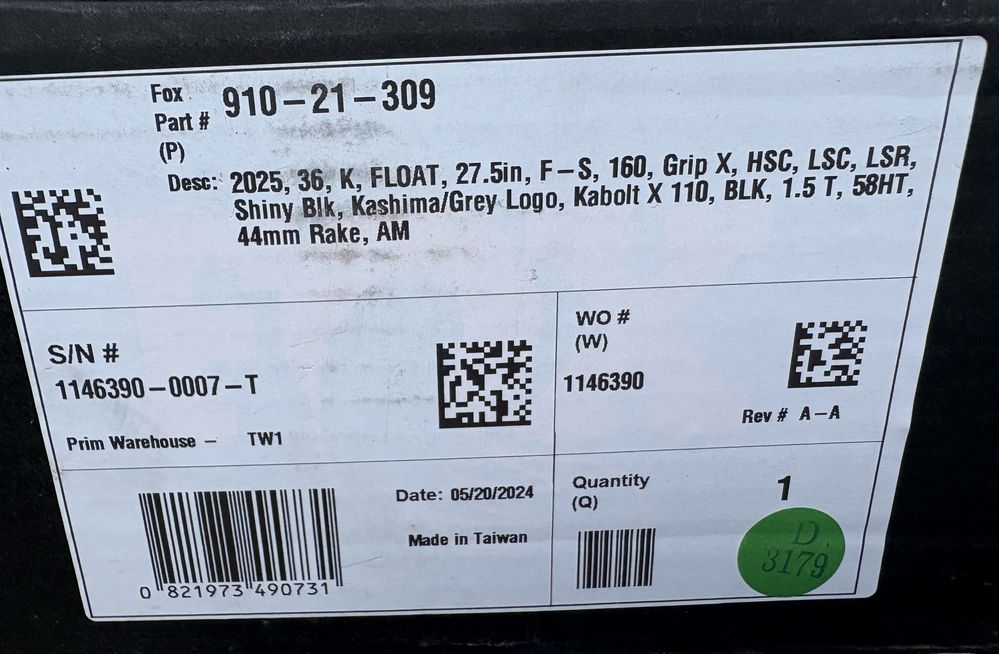 Fox
Part # 910-21-309
(P)
Desc: 2025, 36, K, FLOAT, 27.5in, F-S, 160, Grip X, HSC, LSC, LSR,
Shiny Blk, Kashima/Grey Logo, Kabolt X 110, BLK, 1.5 T, 58HT,
44mm Rake, AM
S/N #
1146390-0007-T
Prim Warehouse - TW1
WO #
(W)
1146390
Rev # A-A
0 821973 490731
Date: 05/20/2024
Made in Taiwan
Quantity
(Q)
1
D.
3179